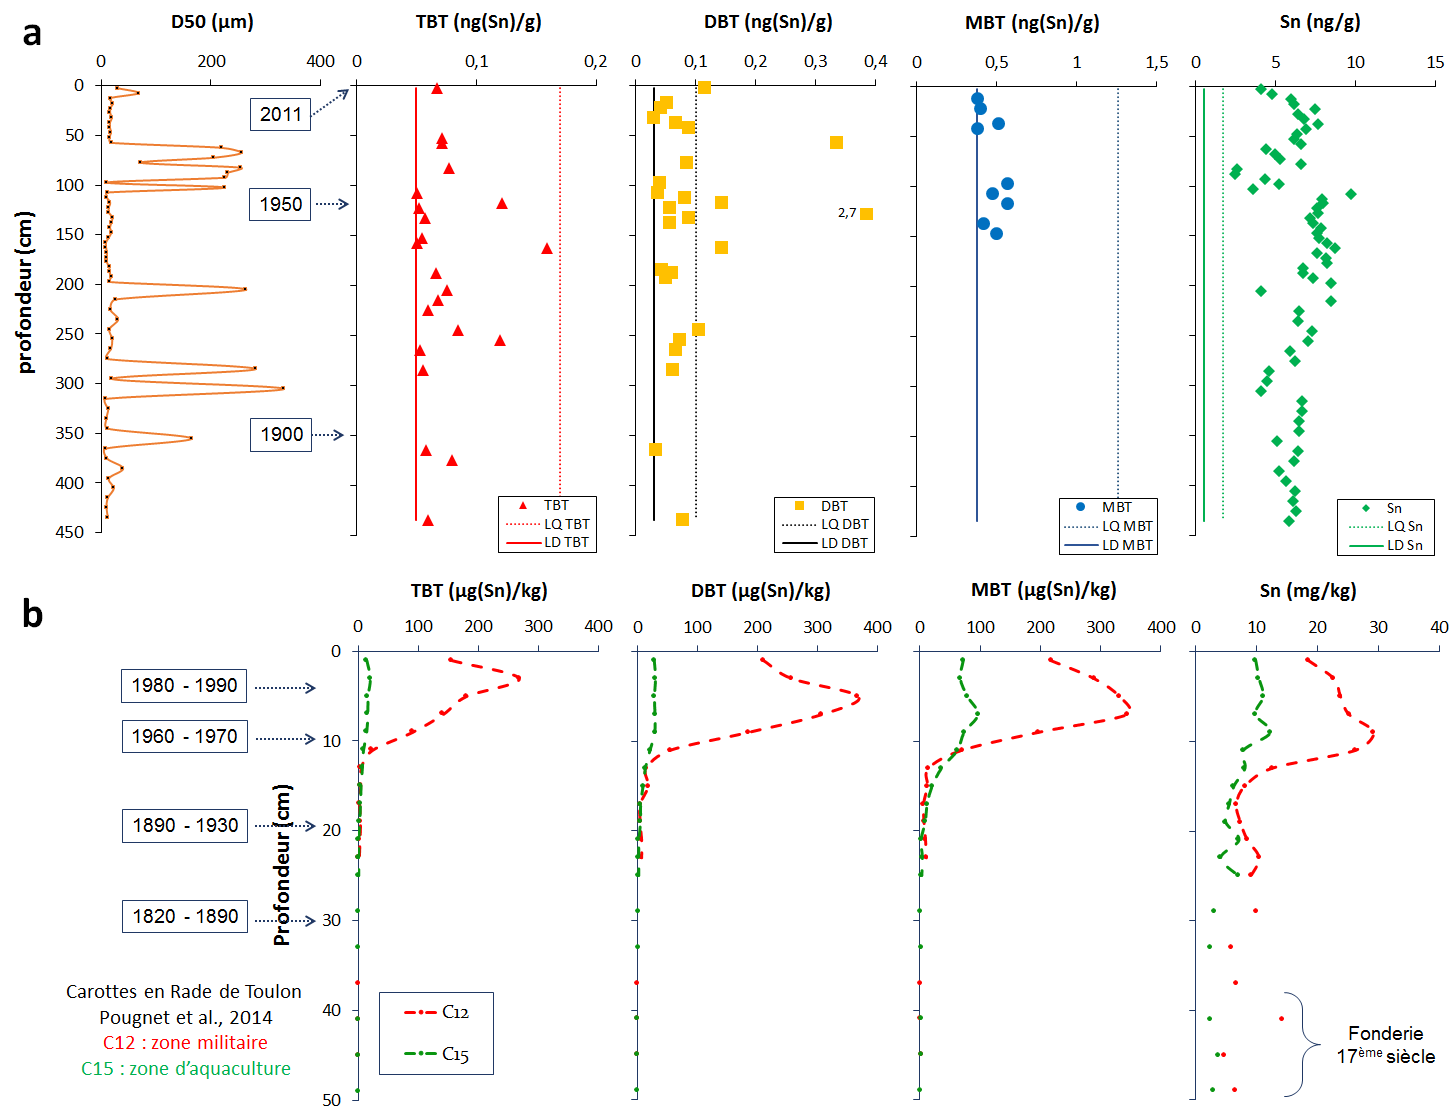 a
D50 (µm)
TBT (ng(Sn)/g)
DBT (ng(Sn)/g)
MBT (ng(Sn)/g)
Sn (ng/g)
0 200 400
0 0,1 0,2
0 0,1 0,2 0,3 0,4
0 0,5 1 1,5
0 5 10 15
profondeur (cm)
0
50
100
150
200
250
300
350
400
450
2011
1950
1900
2,7
TBT
LQ TBT
LD TBT
DBT
LQ DBT
LD DBT
MBT
LQ MBT
LD MBT
Sn
LQ Sn
LD Sn
b
TBT (µg(Sn)/kg)
DBT (µg(Sn)/kg)
MBT (µg(Sn)/kg)
Sn (mg/kg)
0 100 200 300 400
0 100 200 300 400
0 100 200 300 400
0 10 20 30 40
Profondeur (cm)
0
10
20
30
40
50
1980 - 1990
1960 - 1970
1890 - 1930
1820 - 1890
Carottes en Rade de Toulon
Pougnet et al., 2014
C12 : zone militaire
C15 : zone d’aquaculture
C12
C15
Fonderie
17ème siècle